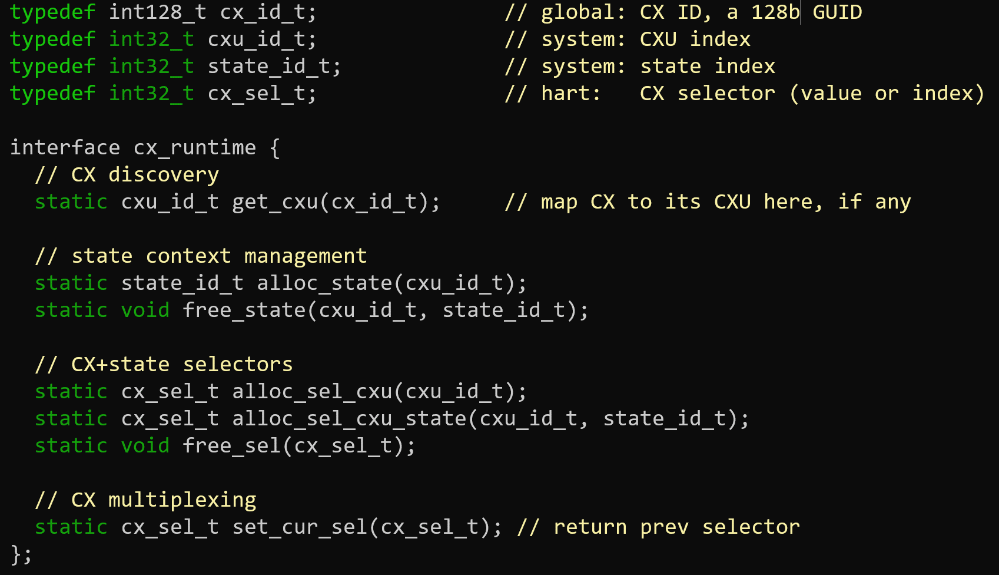 typedef int128_t cx_id_t;               // global: CX ID, a 128b GUID
typedef int32_t cxu_id_t;               // system: CXU index
typedef int32_t state_id_t;             // system: state index
typedef int32_t cx_sel_t;               // hart:   CX selector (value or index)

interface cx_runtime {
  // CX discovery
  static cxu_id_t get_cxu(cx_id_t);     // map CX to its CXU here, if any

  // state context management
  static state_id_t alloc_state(cxu_id_t);
  static void free_state(cxu_id_t, state_id_t);

  // CX+state selectors
  static cx_sel_t alloc_sel_cxu(cxu_id_t);
  static cx_sel_t alloc_sel_cxu_state(cxu_id_t, state_id_t);
  static void free_sel(cx_sel_t);

  // CX multiplexing
  static cx_sel_t set_cur_sel(cx_sel_t); // return prev selector
};